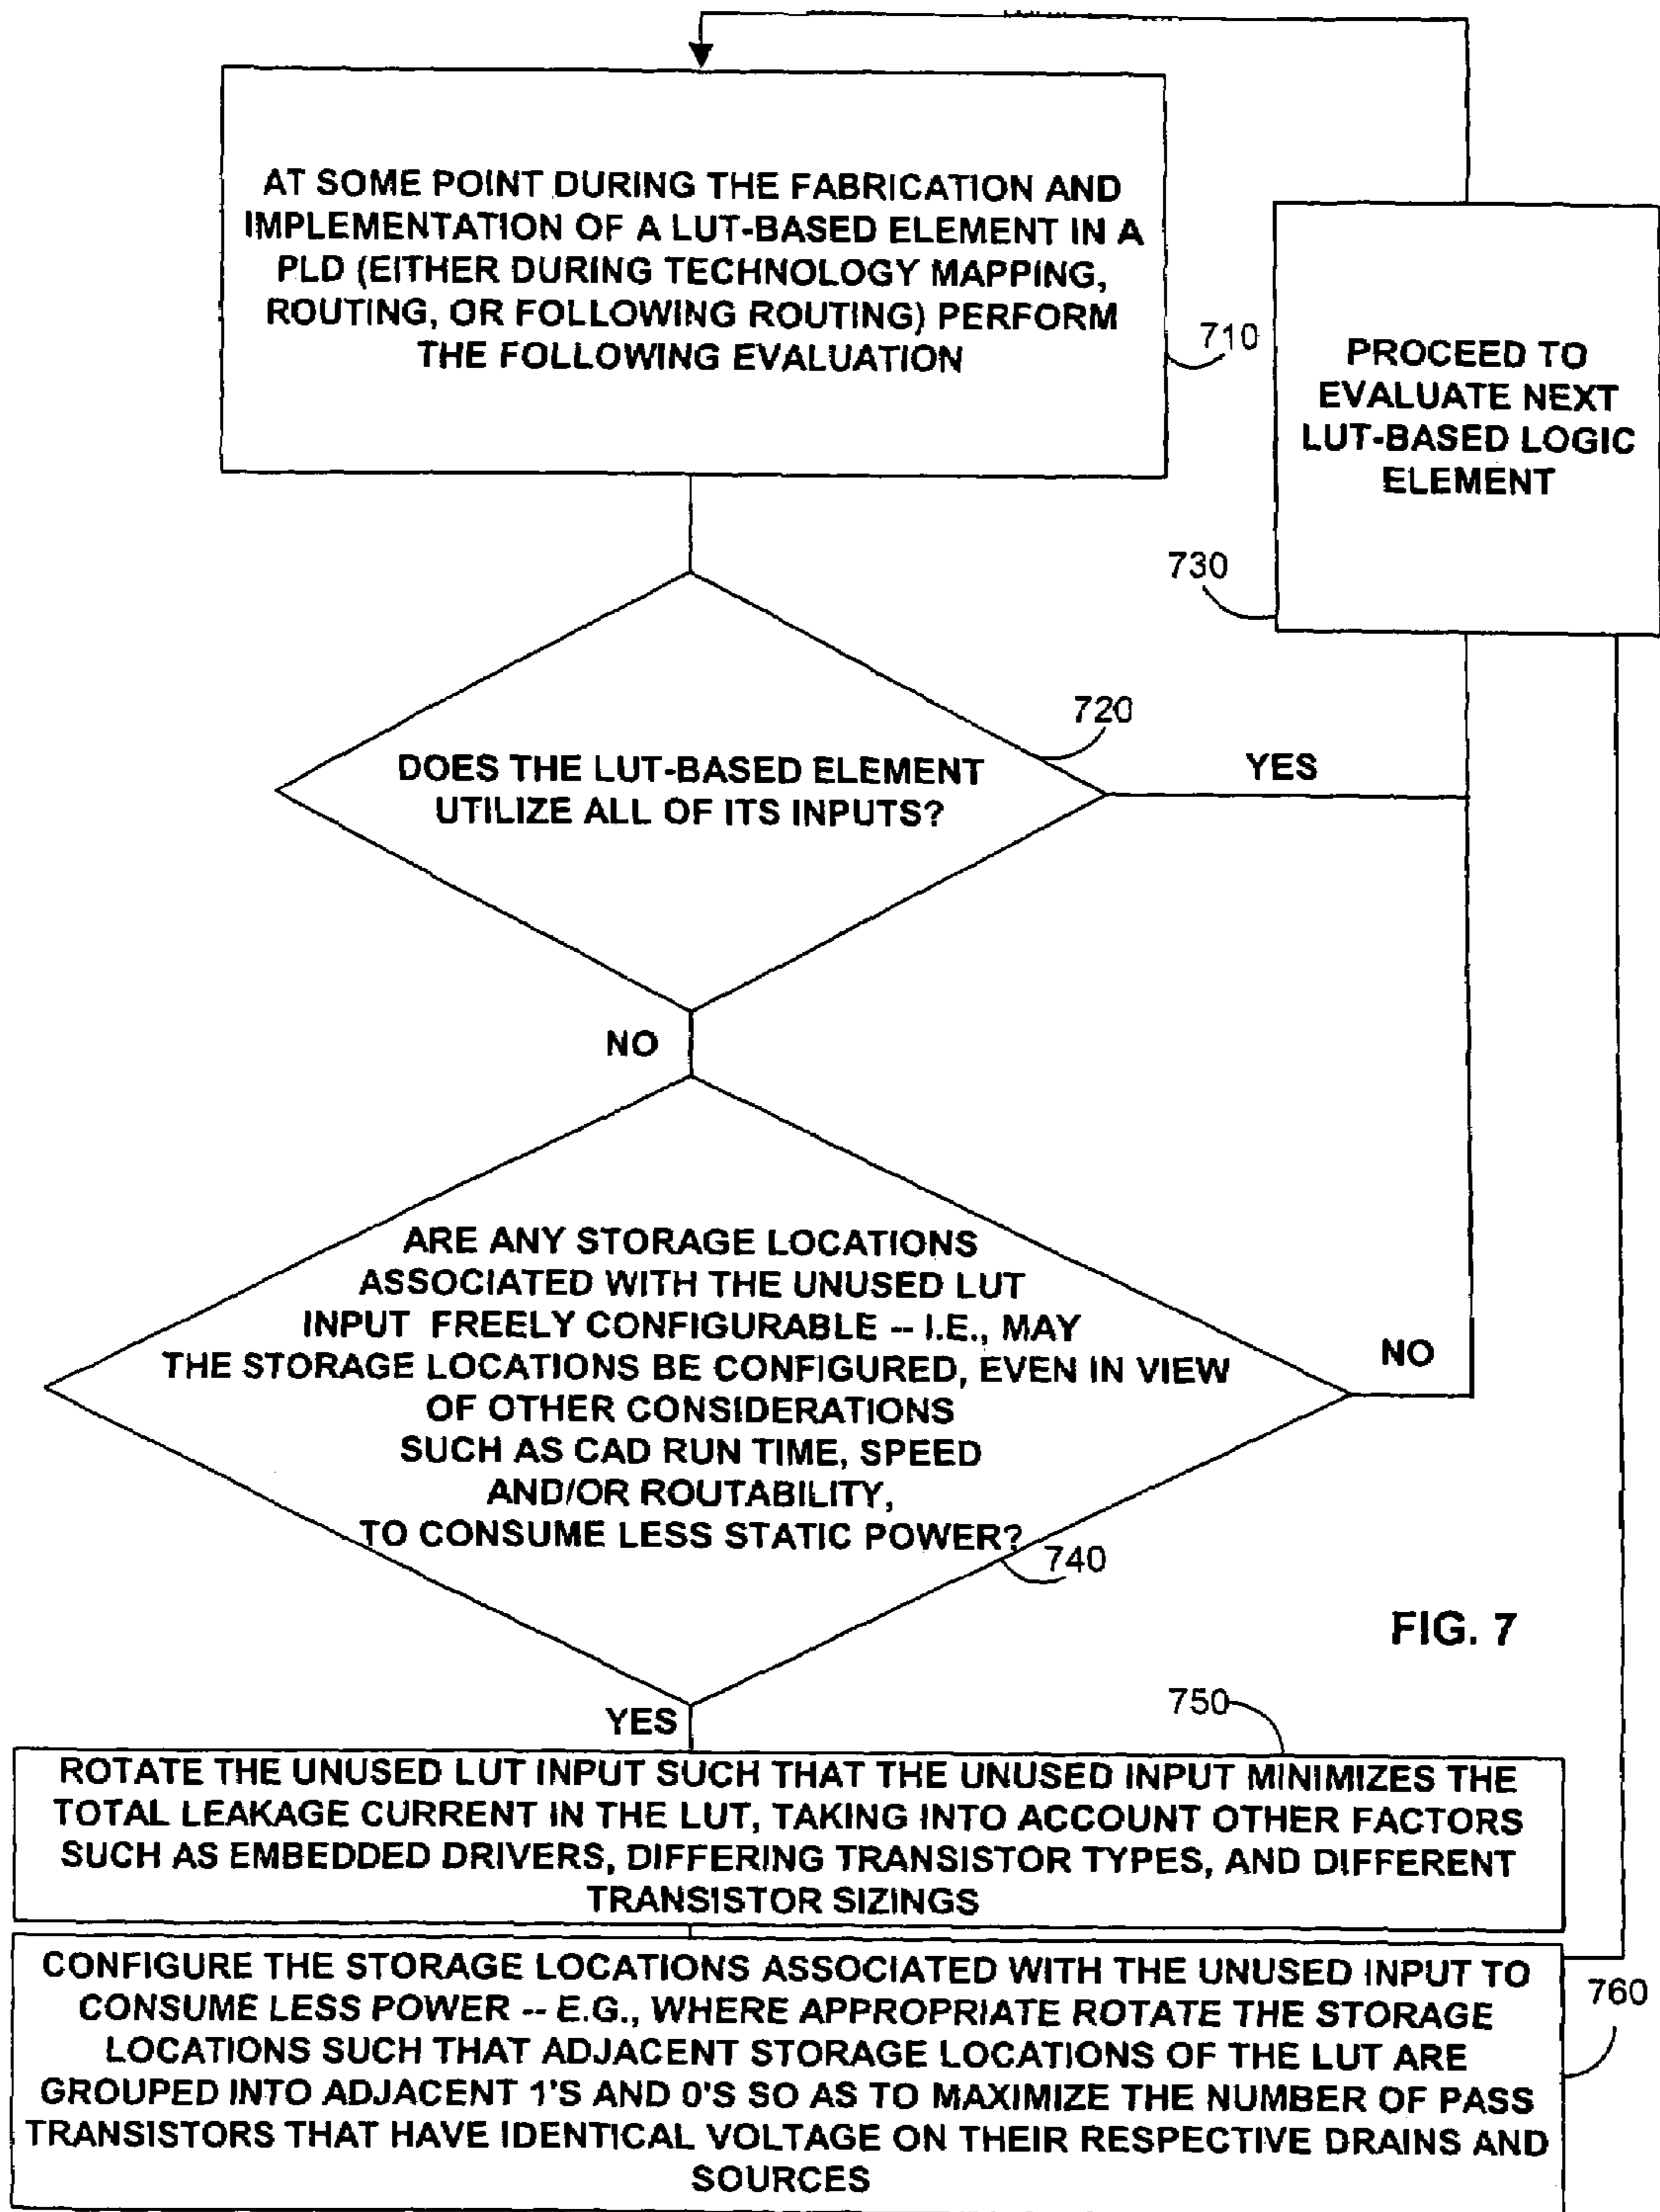 AT SOME POINT DURING THE FABRICATION AND
IMPLEMENTATION OF A LUT-BASED ELEMENT IN A
PLD (EITHER DURING TECHNOLOGY MAPPING,
ROUTING, OR FOLLOWING ROUTING) PERFORM
THE FOLLOWING EVALUATION
710
PROCEED TO
EVALUATE NEXT
LUT-BASED LOGIC
ELEMENT
730
720
DOES THE LUT-BASED ELEMENT
UTILIZE ALL OF ITS INPUTS?
YES
NO
ARE ANY STORAGE LOCATIONS
ASSOCIATED WITH THE UNUSED LUT
INPUT FREELY CONFIGURABLE -- I.E., MAY
THE STORAGE LOCATIONS BE CONFIGURED, EVEN IN VIEW
OF OTHER CONSIDERATIONS
SUCH AS CAD RUN TIME, SPEED
AND/OR ROUTABILITY,
TO CONSUME LESS STATIC POWER?
NO
740
FIG. 7
YES
750
ROTATE THE UNUSED LUT INPUT SUCH THAT THE UNUSED INPUT MINIMIZES THE
TOTAL LEAKAGE CURRENT IN THE LUT, TAKING INTO ACCOUNT OTHER FACTORS
SUCH AS EMBEDDED DRIVERS, DIFFERING TRANSISTOR TYPES, AND DIFFERENT
TRANSISTOR SIZINGS
CONFIGURE THE STORAGE LOCATIONS ASSOCIATED WITH THE UNUSED INPUT TO
CONSUME LESS POWER -- E.G., WHERE APPROPRIATE ROTATE THE STORAGE
LOCATIONS SUCH THAT ADJACENT STORAGE LOCATIONS OF THE LUT ARE
GROUPED INTO ADJACENT 1'S AND 0'S SO AS TO MAXIMIZE THE NUMBER OF PASS
TRANSISTORS THAT HAVE IDENTICAL VOLTAGE ON THEIR RESPECTIVE DRAINS AND
SOURCES
760